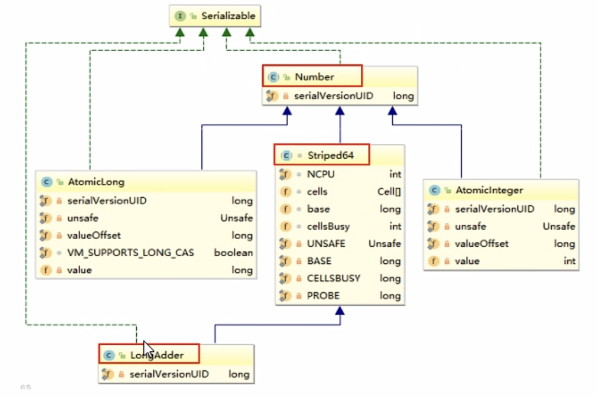 Serializable
Number
serialVersionUID long
AtomicLong
serialVersionUID long
unsafe Unsafe
valueOffset long
VM_SUPPORTS_LONG_CAS boolean
value long
Striped64
NCPU int
cells Cell[]
base long
cellsBusy int
UNSAFE Unsafe
BASE long
CELLSBUSY long
PROBE long
AtomicInteger
serialVersionUID long
unsafe Unsafe
valueOffset long
value int
LongAdder
serialVersionUID long